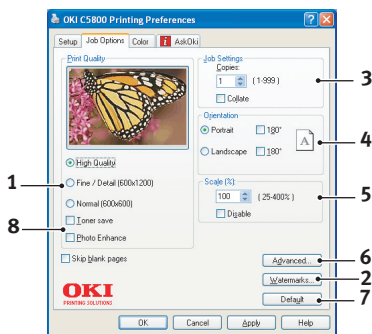 OKI C5800 Printing Preferences
Setup Job Options Color AskOki
Print Quality
High Quality
Fine / Detail (600x1200)
Normal (600x600)
Toner save
Photo Enhance
Skip blank pages
OKI
PRINTING SOLUTIONS
Job Settings
Copies:
1 (1-999)
Collate
Orientation
Portrait 180°
Landscape 180°
A
Scale (%)
100 (25-400%)
Disable
Advanced...
Watermarks...
Default
OK Cancel Apply Help
1
8
3
4
5
6
2
7